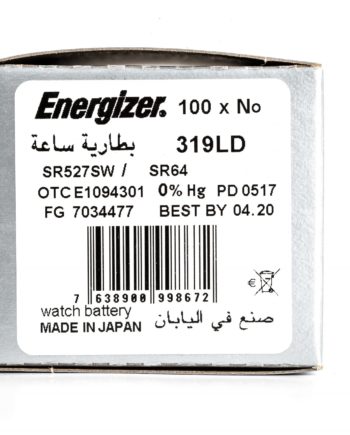 Energizer. 100 x No
بطارية ساعة 319LD
SR527SW / SR64
OTC E1094301 0% Hg PD 0517
FG 7034477 BEST BY 04.20
7 638900 998672
€
watch battery
MADE IN JAPAN صنع في اليابان